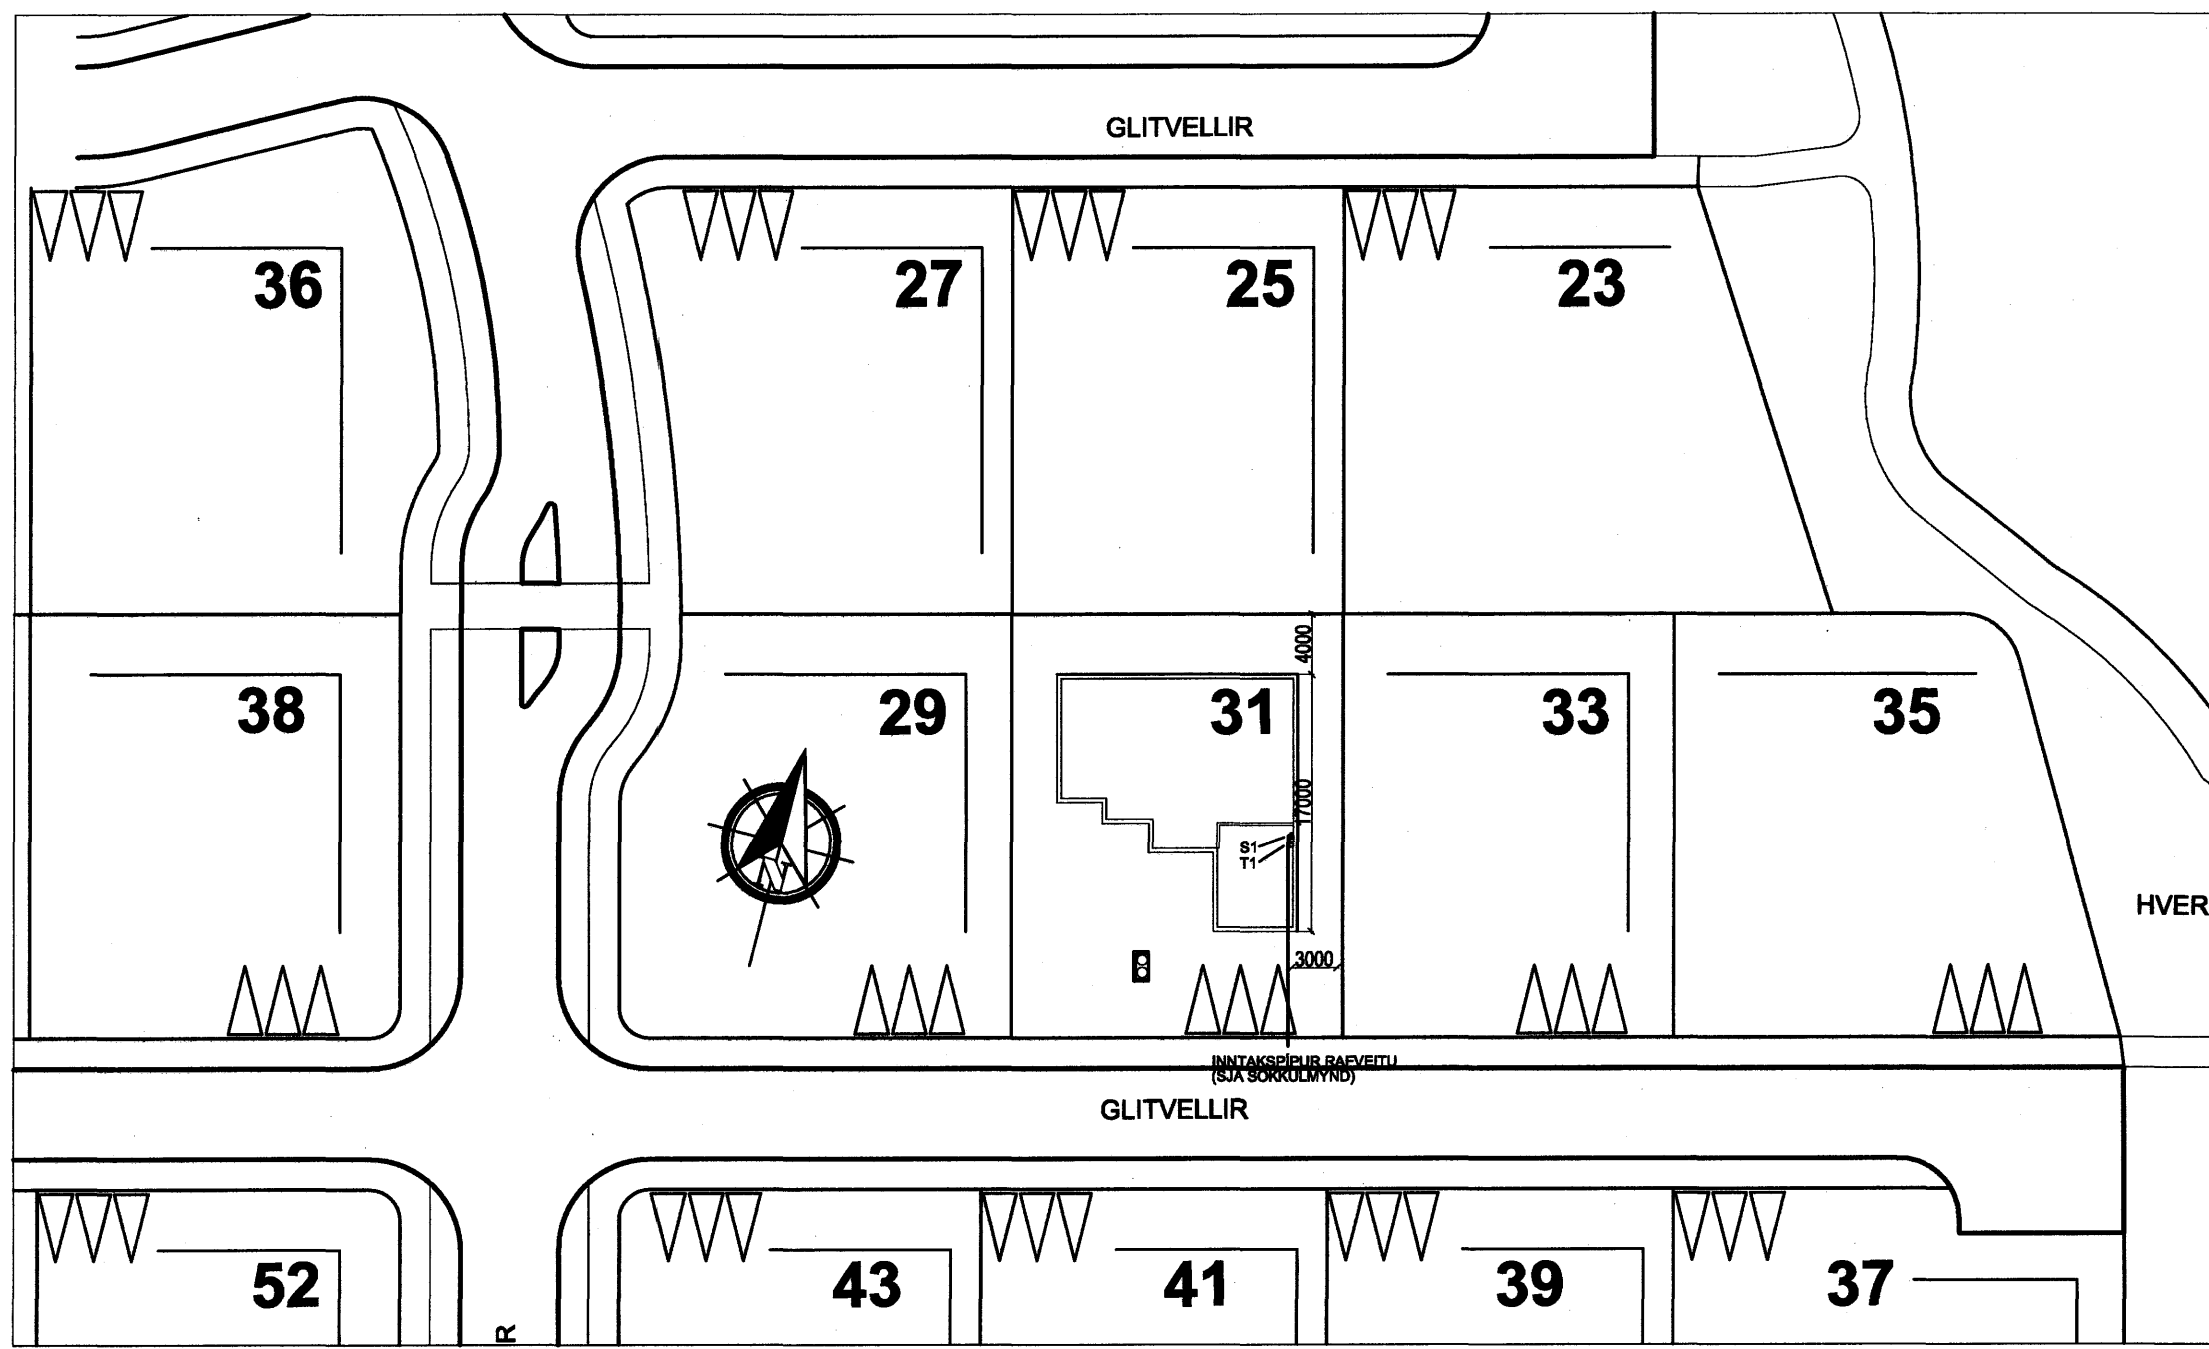 GLITVELLIR
36
27
25
23
4000
38
29
31
33
35
17000
S1
T1
N
HVER
3000
INNTAKSPÍPUR RAFVEITU
(SJÁ SÖKKULMYND)
GLITVELLIR
52
43
41
39
37
R